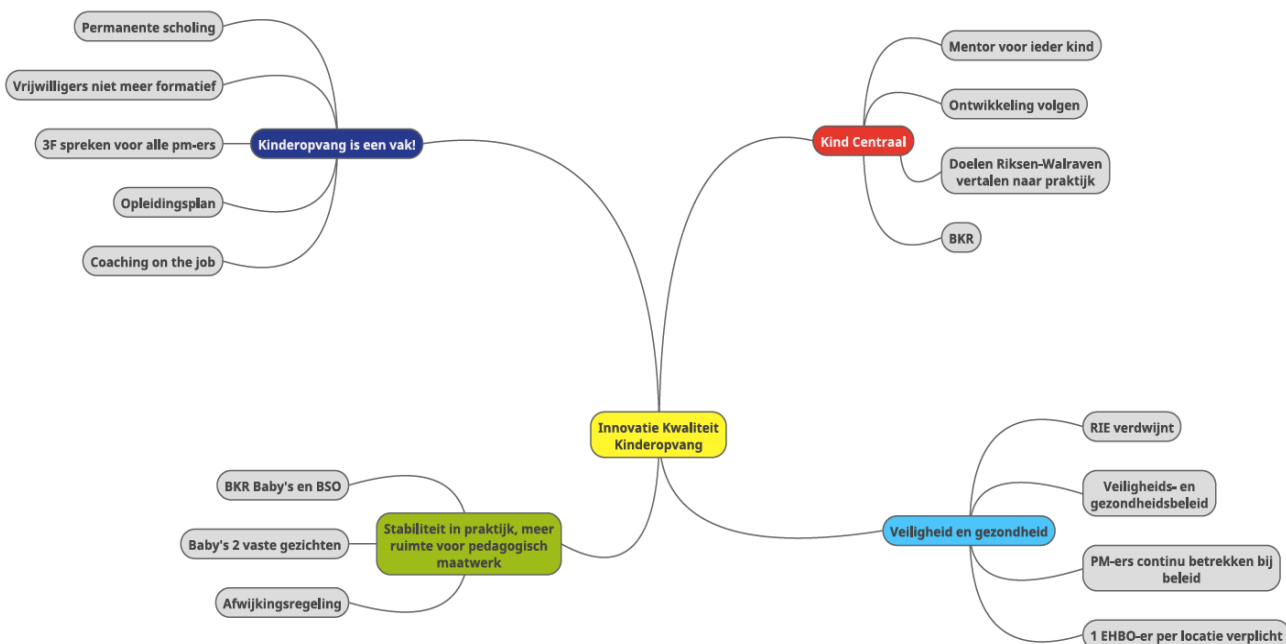 Permanente scholing
Vrijwilligers niet meer formatief
3F spreken voor alle pm-ers
Opleidingsplan
Coaching on the job
Kinderopvang is een vak!
Kind Centraal
Mentor voor ieder kind
Ontwikkeling volgen
Doelen Riksen-Walraven
vertalen naar praktijk
BKR
Innovatie Kwaliteit
Kinderopvang
BKR Baby's en BSO
Baby's 2 vaste gezichten
Afwijkingsregeling
Stabiliteit in praktijk, meer
ruimte voor pedagogisch
maatwerk
Veiligheid en gezondheid
RIE verdwijnt
Veiligheids- en
gezondheidsbeleid
PM-ers continu betrekken bij
beleid
1 EHBO-er per locatie verplicht